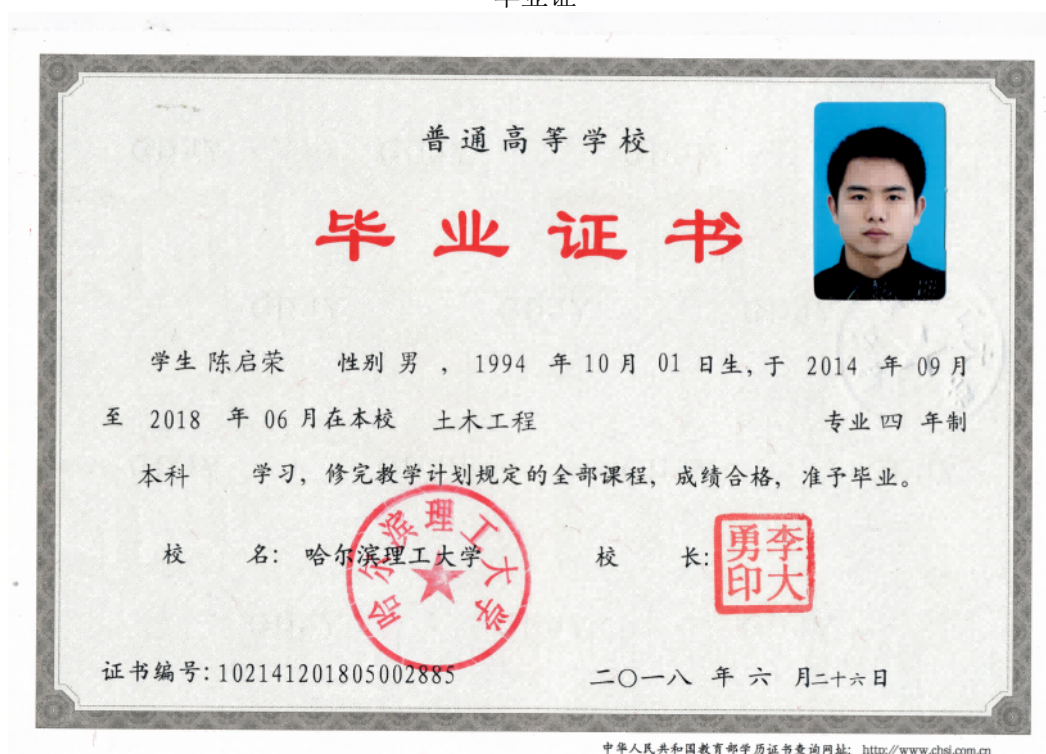 毕业证
普通高等学校
毕业证书
学生 陈启荣 性别 男 , 1994 年 10 月 01 日生, 于 2014 年 09 月
至 2018 年 06 月在本校 土木工程 专业 四 年制
本科 学习, 修完教学计划规定的全部课程, 成绩合格, 准予毕业。
校 名: 哈尔滨理工大学 校 长:
哈尔滨理工大学
李大勇印
证书编号: 102141201805002885 二〇一八 年 六 月二十六日
中华人民共和国教育部学历证书查询网址: http://www.chsi.com.cn